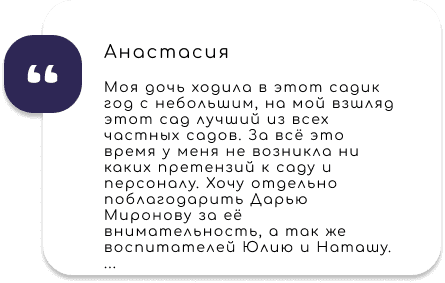 Анастасия
Моя дочь ходила в этот садик
год с небольшим, на мой взшляд
этот сад лучший из всех
частных садов. За всё это
время у меня не возникла ни
каких претензий к саду и
персоналу. Хочу отдельно
поблагодарить Дарью
Миронову за её
внимательность, а так же
воспитателей Юлию и Наташу.
...